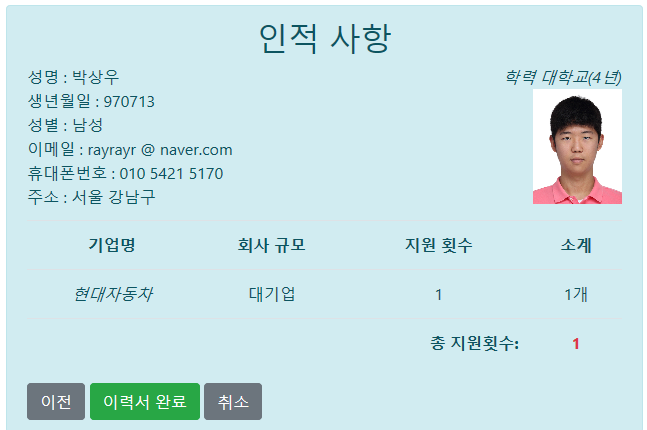 인적 사항
성명 : 박상우
학력 대학교(4년)
생년월일 : 970713
성별 : 남성
이메일 : rayrayr @ naver.com
휴대폰번호 : 010 5421 5170
주소 : 서울 강남구
기업명 회사 규모 지원 횟수 소계
현대자동차 대기업 1 1개
총 지원횟수: 1
이전 이력서 완료 취소